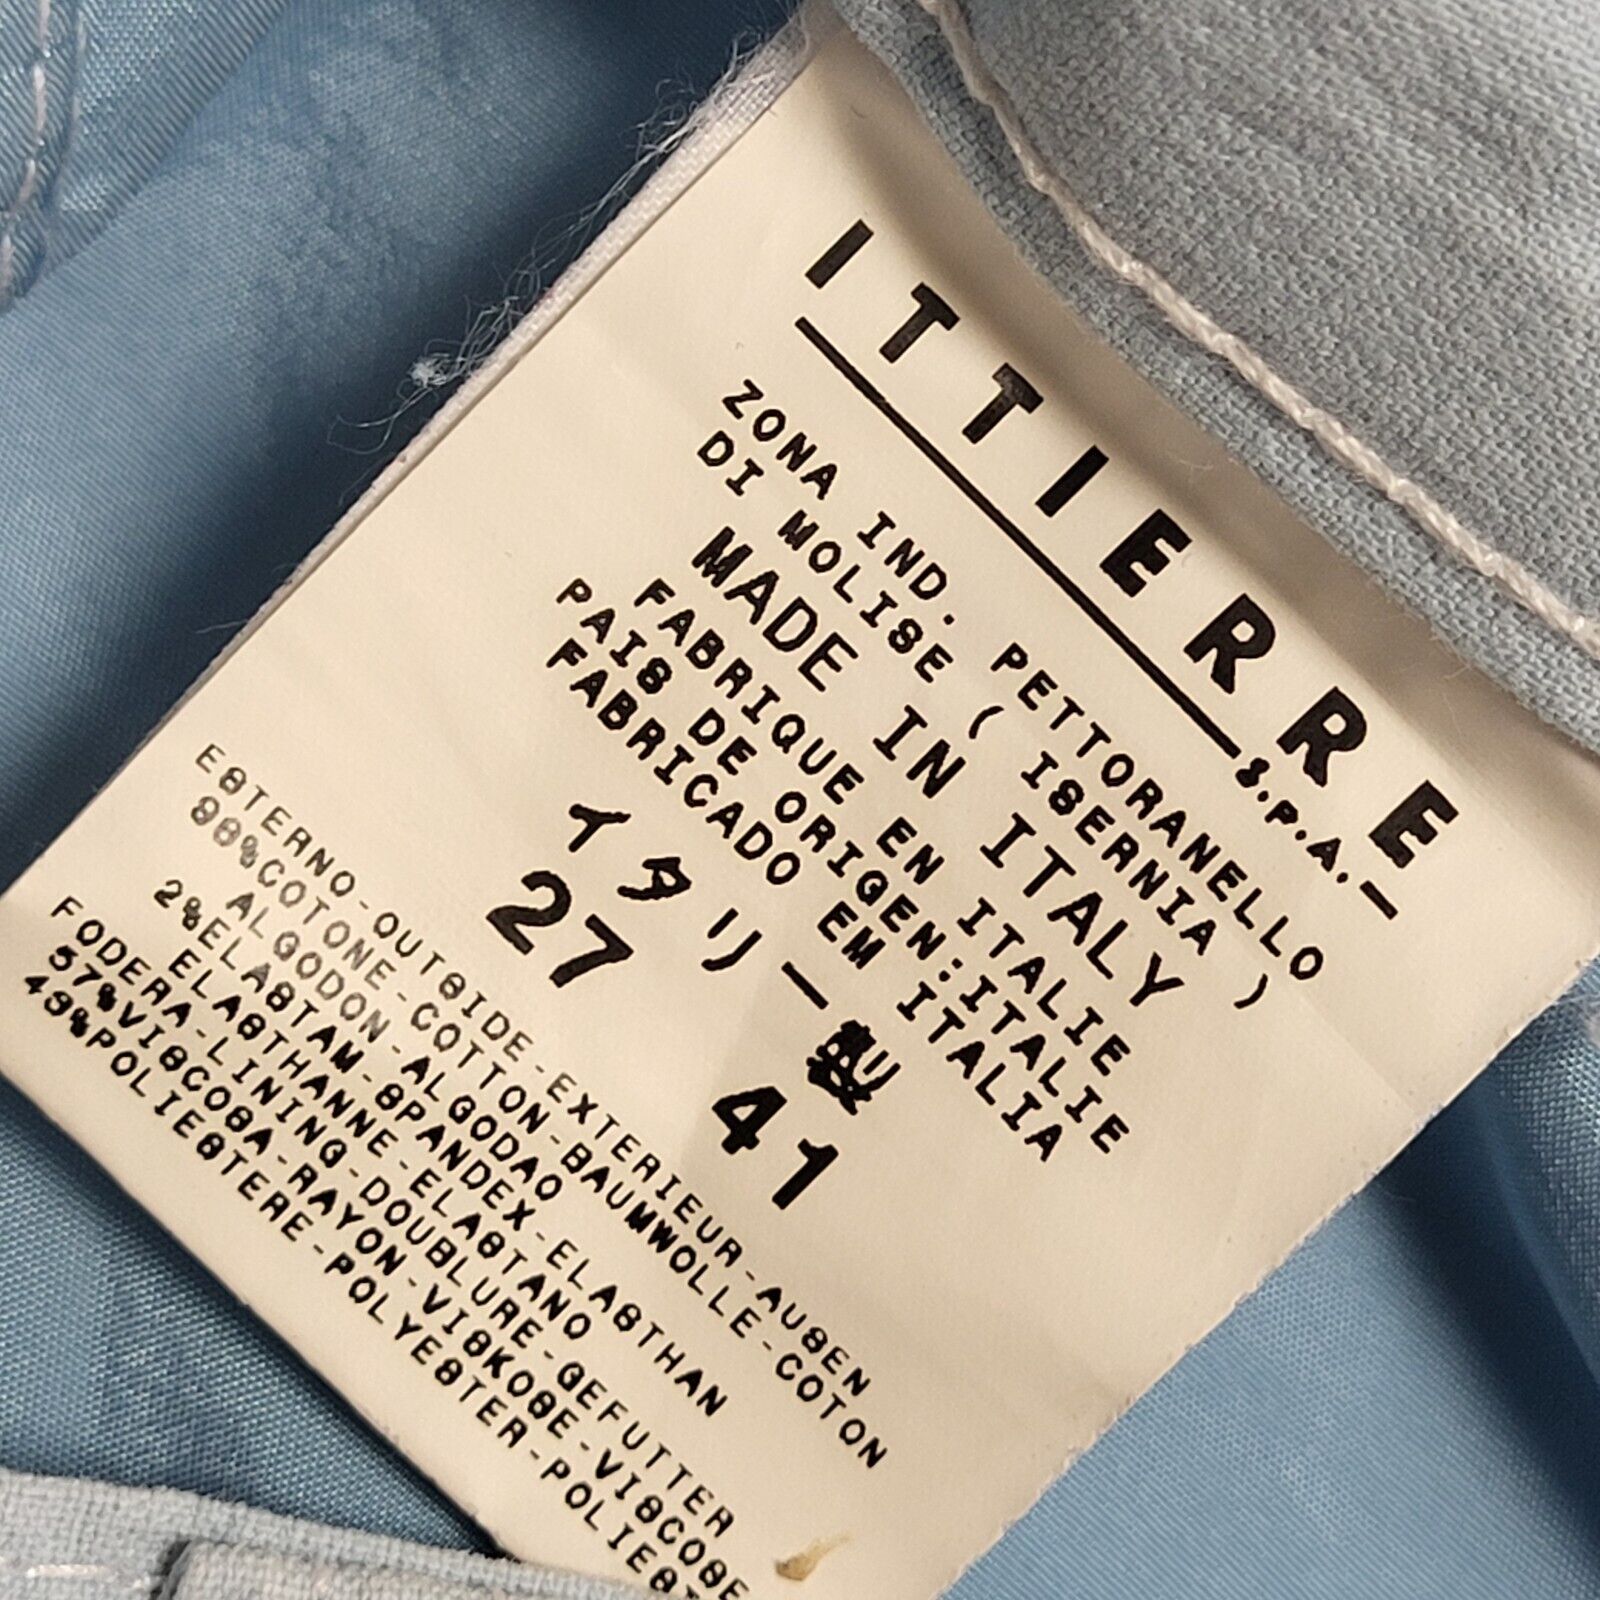 ITTIERRE
S.P.A.
ZONA IND. PETTORANELLO
DI MOLISE ( ISERNIA )
MADE IN ITALY
FABRIQUE EN ITALIE
PAIS DE ORIGEN:ITALIE
FABRICADO EM ITALIA
イタリー製
27 41
ESTERNO-OUTSIDE-EXTERIEUR-AUSEN
98%COTONE-COTTON-BAUMWOLLE-COTON
ALGODON-ALGODAO
2%ELASTAM-SPANDEX-ELASTHAN
ELASTHANNE-ELASTANO
FODERA-LINING-DOUBLURE-GEFUTTER
57%VISCOSA-RAYON-VISKOSE-VISCOSE
43%POLIESTERE-POLYESTER-POLIEST